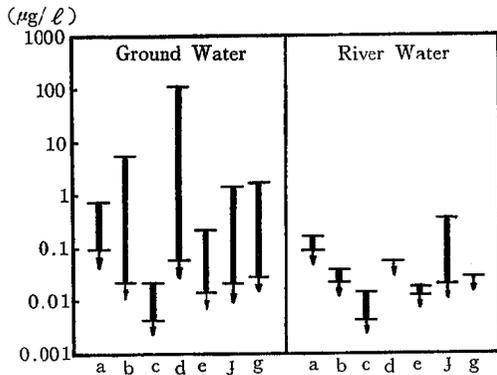 (μg/ℓ)
1000
Ground Water
River Water
100
10
1
0.1
0.01
0.001
a b c d e J g
a b c d e J g